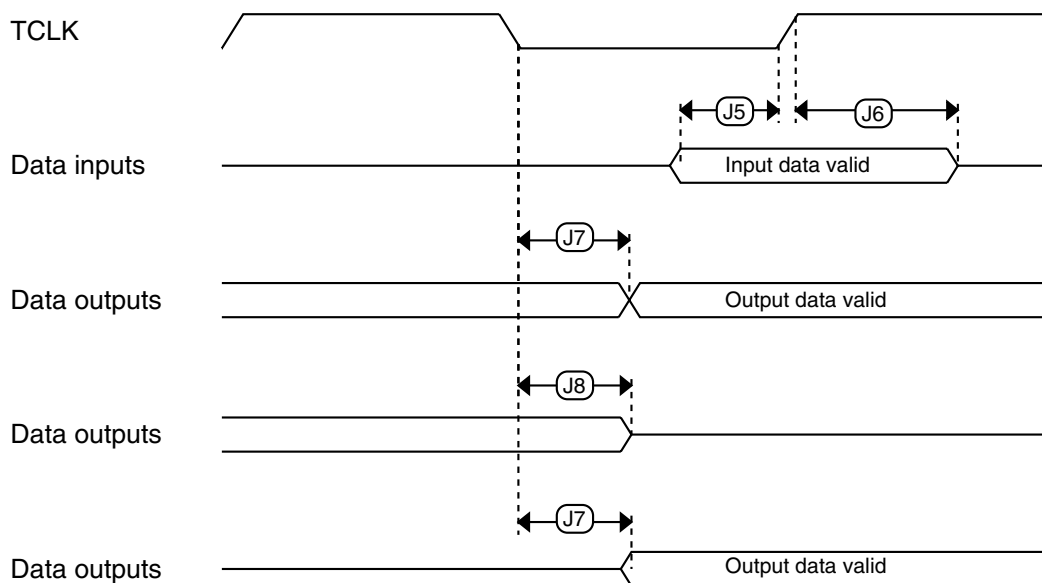 TCLK
J5
J6
Data inputs
Input data valid
J7
Data outputs
Output data valid
J8
Data outputs
J7
Data outputs
Output data valid